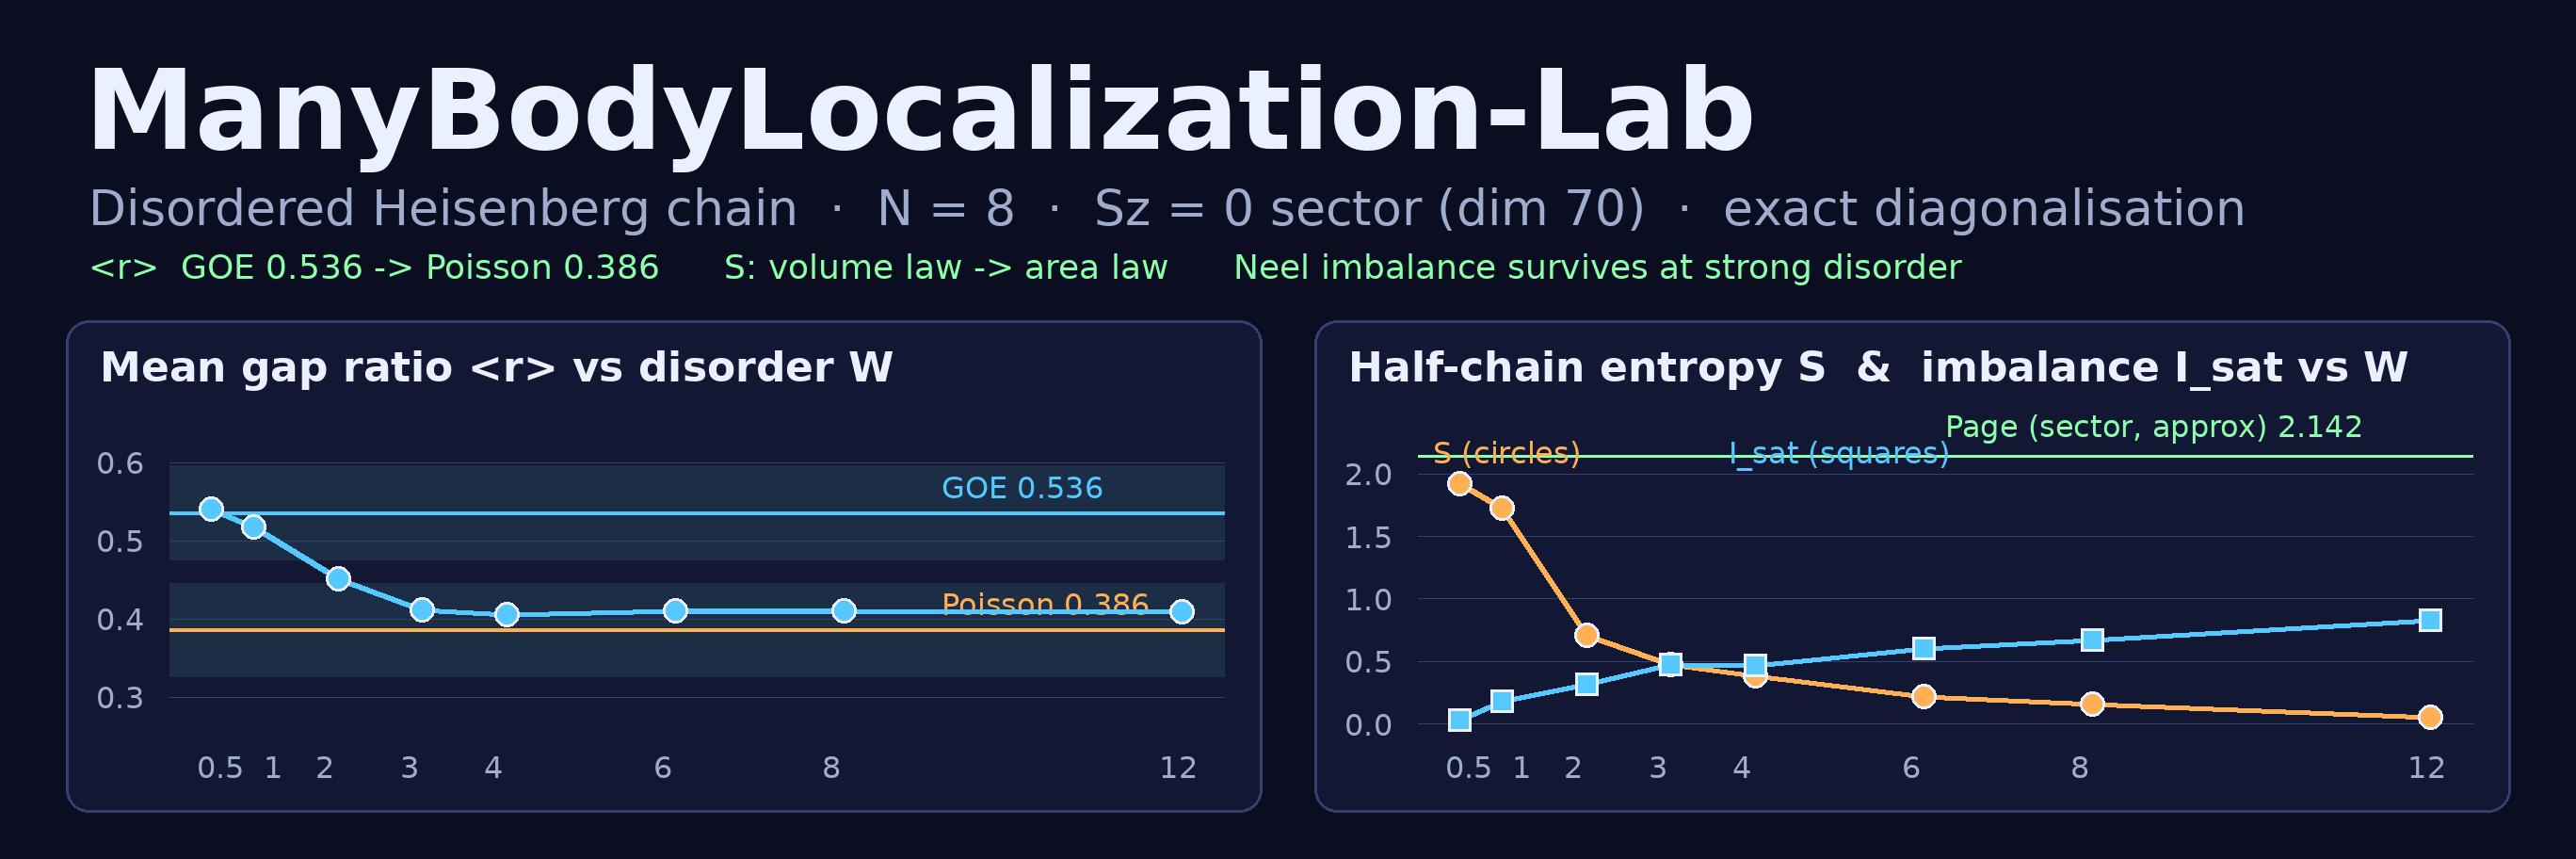 ManyBodyLocalization-Lab
Disordered Heisenberg chain · N = 8 · Sz = 0 sector (dim 70) · exact diagonalisation
<r> GOE 0.536 -> Poisson 0.386 S: volume law -> area law Neel imbalance survives at strong disorder
Mean gap ratio <r> vs disorder W
0.6
GOE 0.536
0.5
Poisson 0.386
0.4
0.3
0.5 1 2 3 4 6 8 12
Half-chain entropy S & imbalance I_sat vs W
Page (sector, approx) 2.142
S (circles) I_sat (squares)
2.0
1.5
1.0
0.5
0.0
0.5 1 2 3 4 6 8 12